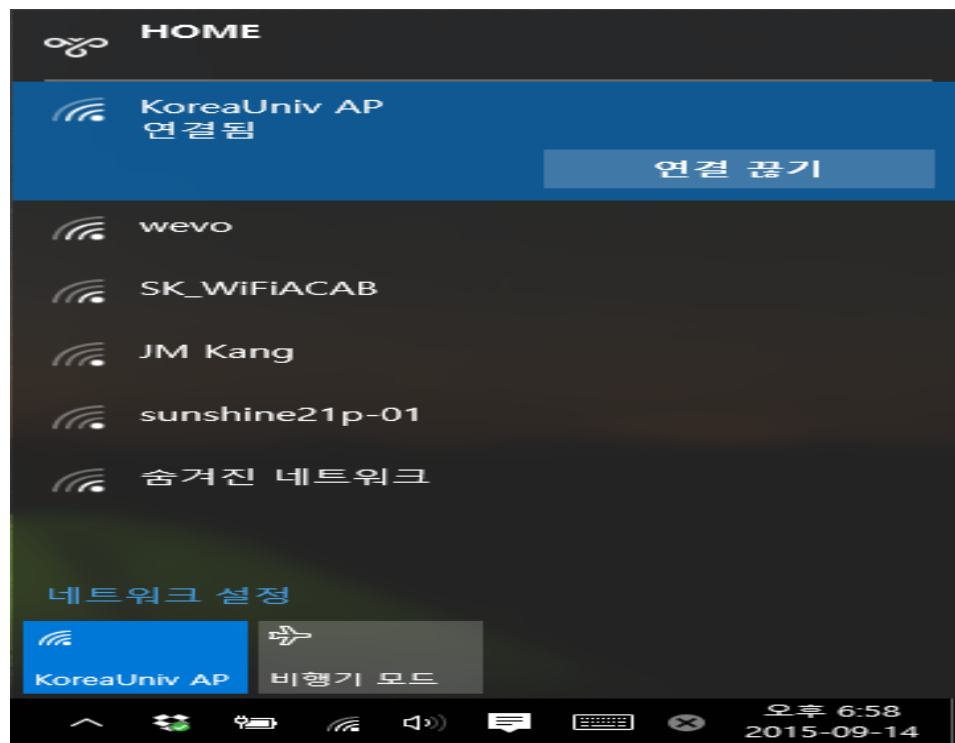 HOME
KoreaUniv AP
연결됨
연결 끊기
wevo
SK_WiFiACAB
JM Kang
sunshine21p-01
숨겨진 네트워크
네트워크 설정
KoreaUniv AP
비행기 모드
오후 6:58
2015-09-14